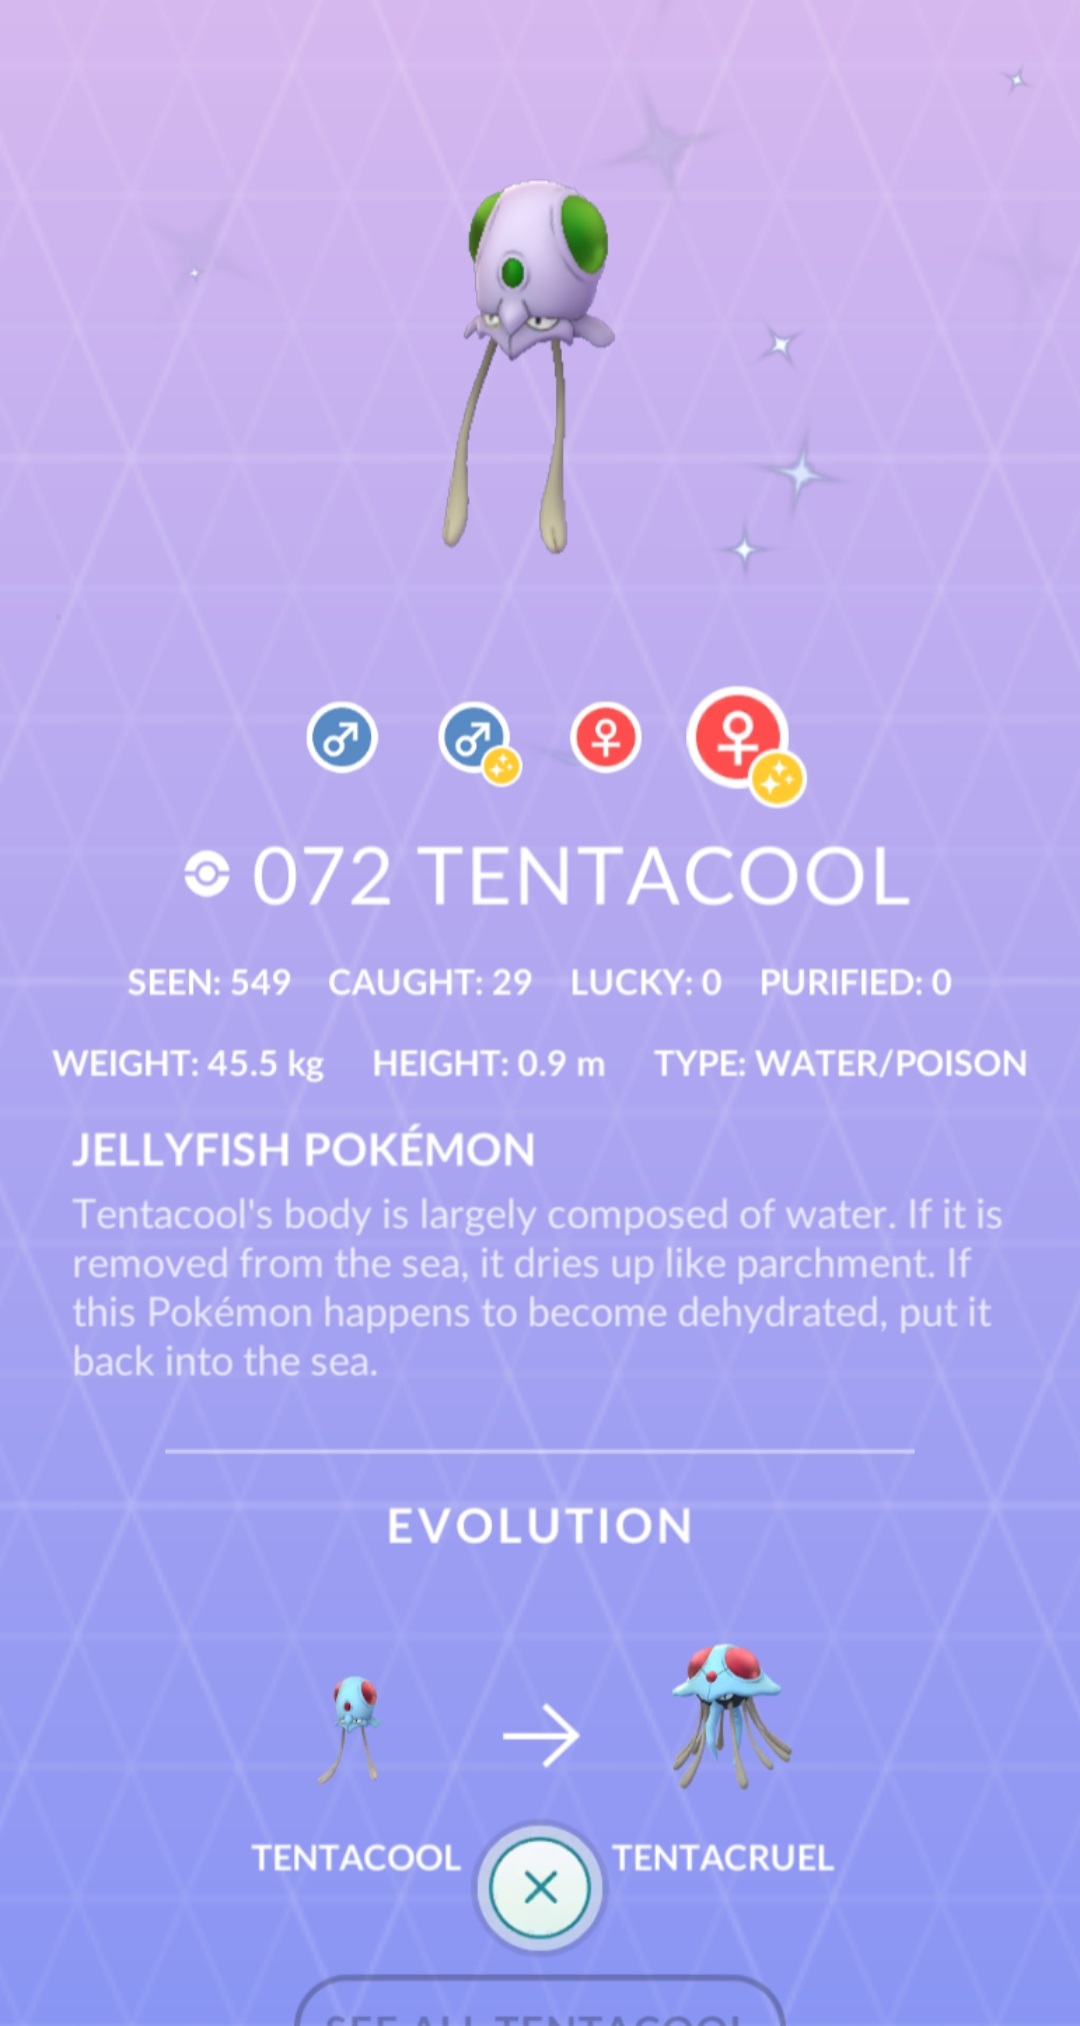 072 TENTACOOL
SEEN: 549 CAUGHT: 29 LUCKY: 0 PURIFIED: 0
WEIGHT: 45.5 kg HEIGHT: 0.9 m TYPE: WATER/POISON
JELLYFISH POKÉMON
Tentacool's body is largely composed of water. If it is
removed from the sea, it dries up like parchment. If
this Pokémon happens to become dehydrated, put it
back into the sea.
EVOLUTION
TENTACOOL TENTACRUEL
SEE ALL TENTACOOL